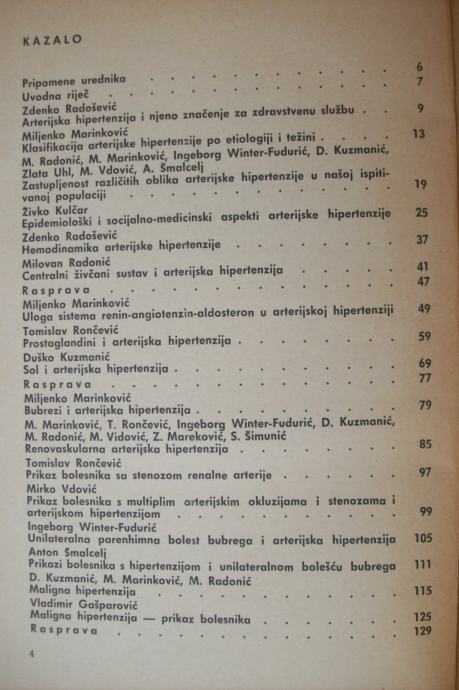 KAZALO
Pripomene urednika . . . . . . . . . . . 6
Uvodna riječ . . . . . . . . . . . . 7
Zdenko Radošević
Arterijska hipertenzija i njeno značenje za zdravstvenu službu . . 9
Miljenko Marinković
Klasifikacija arterijske hipertenzije po etiologiji i težini . . . . 13
M. Radonić, M. Marinković, Ingeborg Winter-Fudurić, D. Kuzmanić,
Zlata Uhl, M. Vdović, A. Šmalcelj
Zastupljenost različitih oblika arterijske hipertenzije u našoj ispiti-
vanoj populaciji . . . . . . . . . . . . 19
Živko Kulčar
Epidemiološki i socijalno-medicinski aspekti arterijske hipertenzije 25
Zdenko Radošević
Hemodinamika arterijske hipertenzije . . . . . . . . 37
Milovan Radonić
Centralni živčani sustav i arterijska hipertenzija . . . . . . 41
Rasprava . . . . . . . . . . . . . 47
Miljenko Marinković
Uloga sistema renin-angiotenzin-aldosteron u arterijskoj hipertenziji 49
Tomislav Rončević
Prostaglandini i arterijska hipertenzija . . . . . . . . 59
Duško Kuzmanić
Sol i arterijska hipertenzija . . . . . . . . . . 69
Rasprava . . . . . . . . . . . . . 77
Miljenko Marinković
Bubrezi i arterijska hipertenzija . . . . . . . . . 79
M. Marinković, T. Rončević, Ingeborg Winter-Fudurić, D. Kuzmanić,
M. Radonić, M. Vidović, Z. Mareković, S. Šimunić
Renovaskularna arterijska hipertenzija . . . . . . . . 85
Tomislav Rončević
Prikaz bolesnika sa stenozom renalne arterije . . . . . . 97
Mirko Vdović
Prikaz bolesnika s multiplim arterijskim okluzijama i stenozama i
arterijskom hipertenzijom . . . . . . . . . . 99
Ingeborg Winter-Fudurić
Unilateralna parenhimna bolest bubrega i arterijska hipertenzija 105
Anton Šmalcelj
Prikazi bolesnika s hipertenzijom i unilateralnom bolešću bubrega 111
D. Kuzmanić, M. Marinković, M. Radonić
Maligna hipertenzija . . . . . . . . . . . 115
Vladimir Gašparović
Maligna hipertenzija — prikaz bolesnika . . . . . . . 125
Rasprava . . . . . . . . . . . . . 129
4